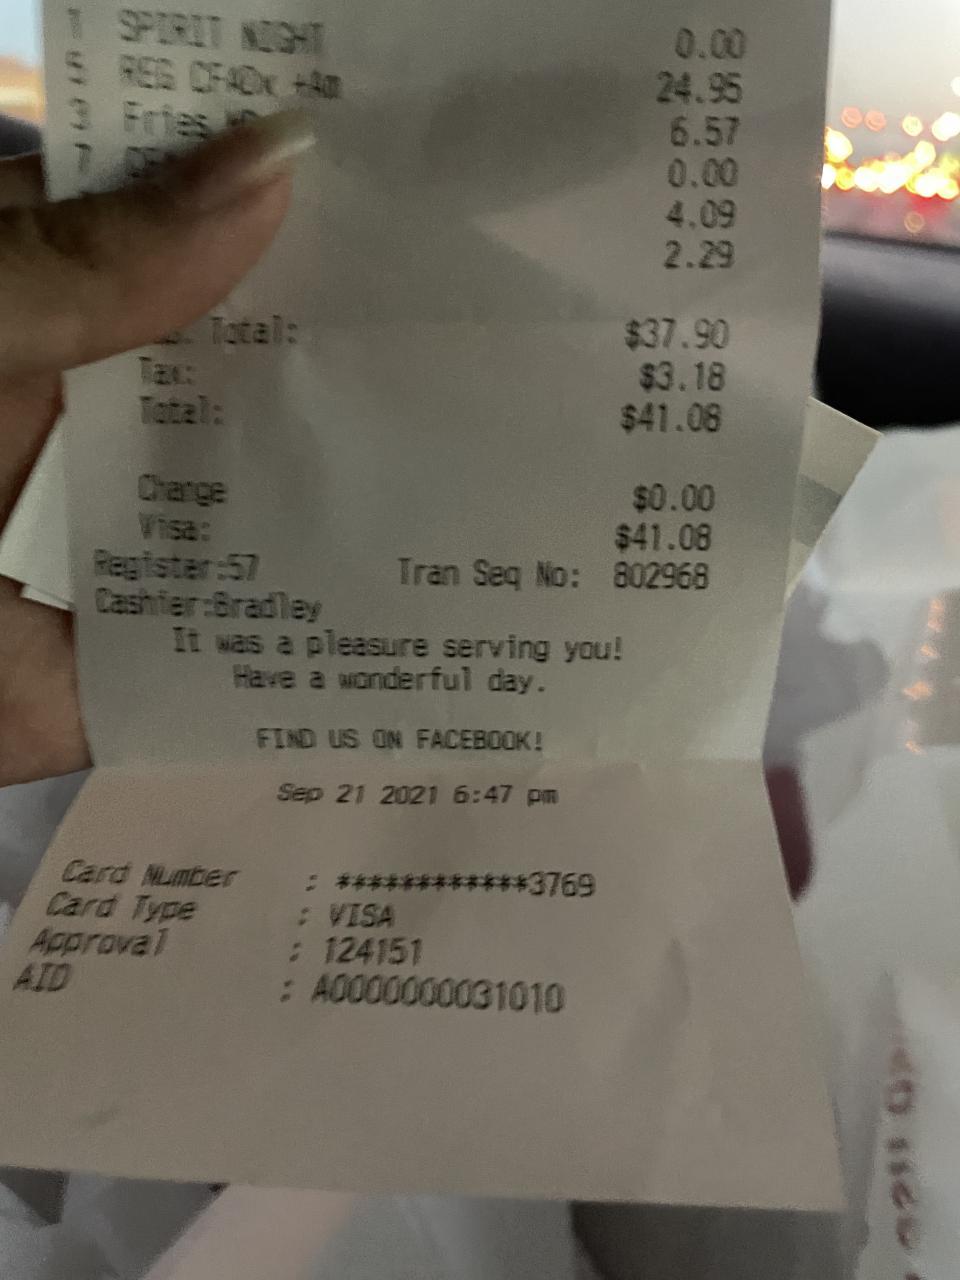 1 SPIRIT NIGHT 0.00
5 REG CFADx +Am 24.95
3 Fries 6.57
7 0.00
4.09
2.29
Total: $37.90
Tax: $3.18
Total: $41.08
Change $0.00
Visa: $41.08
Register:57 Tran Seq No: 802968
Cashier:Bradley
It was a pleasure serving you!
Have a wonderful day.
FIND US ON FACEBOOK!
Sep 21 2021 6:47 pm
Card Number : ************3769
Card Type : VISA
Approval : 124151
AID : A0000000031010